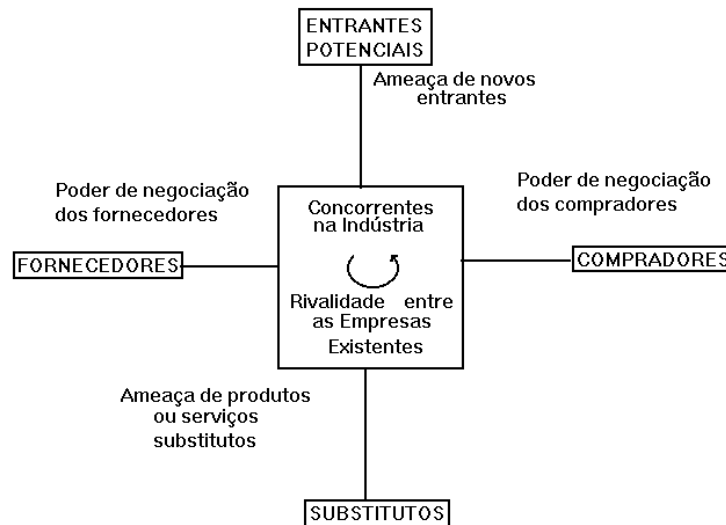 ENTRANTES
POTENCIAIS
Ameaça de novos
entrantes
Poder de negociação
dos fornecedores
Poder de negociação
dos compradores
Concorrentes
na Indústria
FORNECEDORES
COMPRADORES
Rivalidade entre
as Empresas
Existentes
Ameaça de produtos
ou serviços
substitutos
SUBSTITUTOS